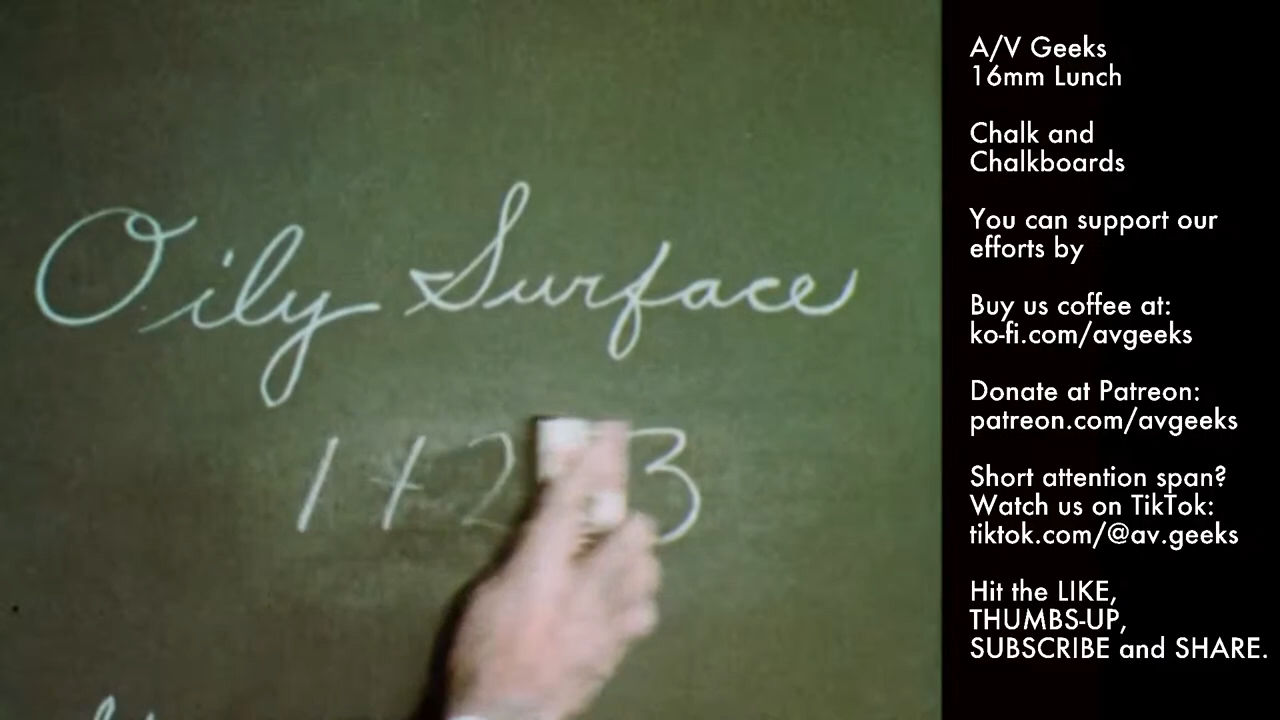 Oily Surface
1 + 2 3
A/V Geeks
16mm Lunch
Chalk and
Chalkboards
You can support our
efforts by
Buy us coffee at:
ko-fi.com/avgeeks
Donate at Patreon:
patreon.com/avgeeks
Short attention span?
Watch us on TikTok:
tiktok.com/@av.geeks
Hit the LIKE,
THUMBS-UP,
SUBSCRIBE and SHARE.